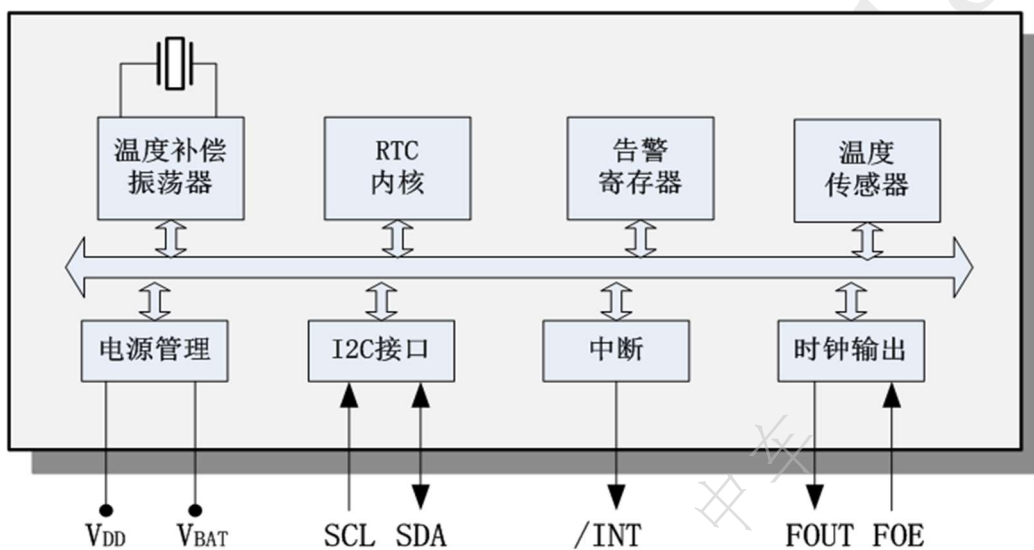 温度补偿
振荡器
RTC
内核
告警
寄存器
温度
传感器
电源管理
I2C接口
中断
时钟输出
VDD
VBAT
SCL
SDA
/INT
FOUT
FOE
中车